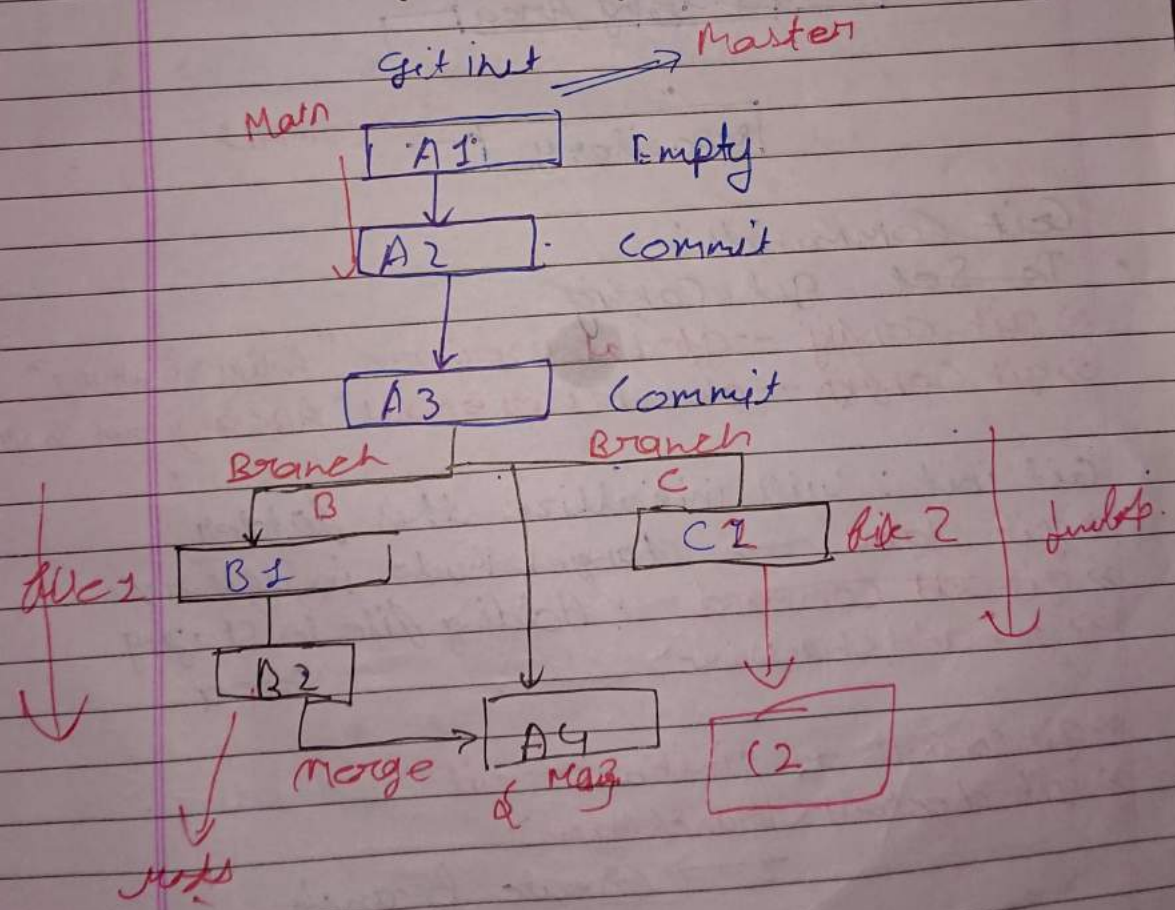 Git init
Master
Main
A1
Empty
A2
Commit
A3
Commit
Branch
B
Branch
C
B1
C1
2
B2
A4
Merge
C2